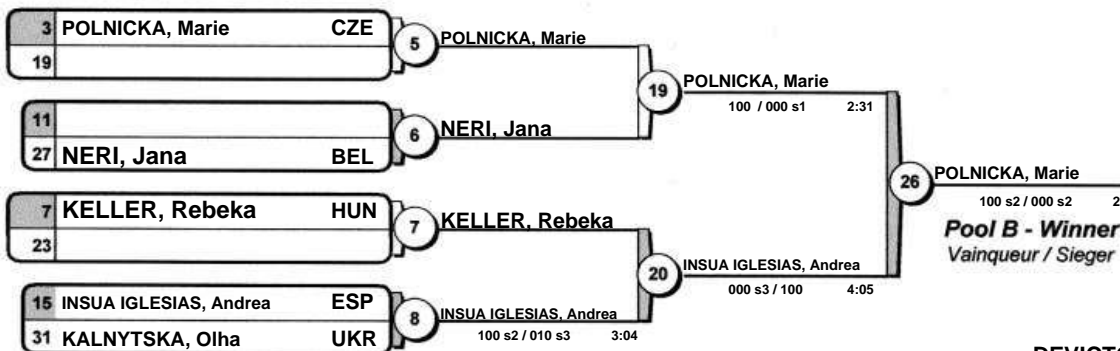 3 POLNICKA, Marie CZE
19
5
POLNICKA, Marie
11
27 NERI, Jana BEL
6
NERI, Jana
19
POLNICKA, Marie
100 / 000 s1 2:31
7 KELLER, Rebeka HUN
23
7
KELLER, Rebeka
15 INSUA IGLESIAS, Andrea ESP
31 KALNYTSKA, Olha UKR
8
INSUA IGLESIAS, Andrea
100 s2 / 010 s3 3:04
20
INSUA IGLESIAS, Andrea
000 s3 / 100 4:05
26
POLNICKA, Marie
100 s2 / 000 s2 2
Pool B - Winner
Vainqueur / Sieger